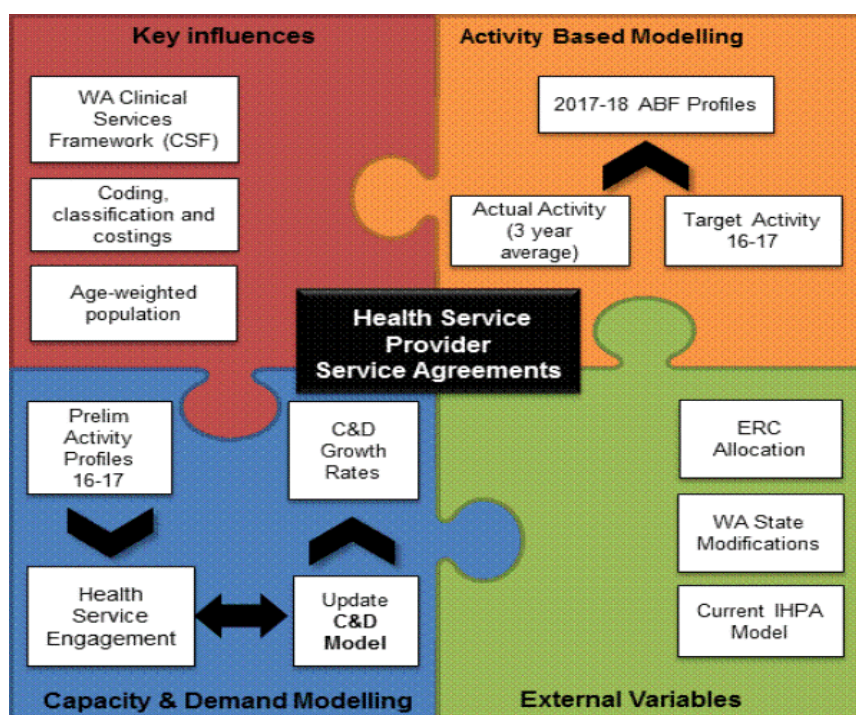 Key influences
WA Clinical
Services
Framework (CSF)
Coding,
classification and
costings
Age-weighted
population
Activity Based Modelling
2017-18 ABF Profiles
Actual Activity
(3 year
average)
Target Activity
16-17
Health Service
Provider
Service Agreements
Prelim
Activity
Profiles
16-17
C&D
Growth
Rates
Health
Service
Engagement
Update
C&D
Model
Capacity & Demand Modelling
ERC
Allocation
WA State
Modifications
Current IHPA
Model
External Variables